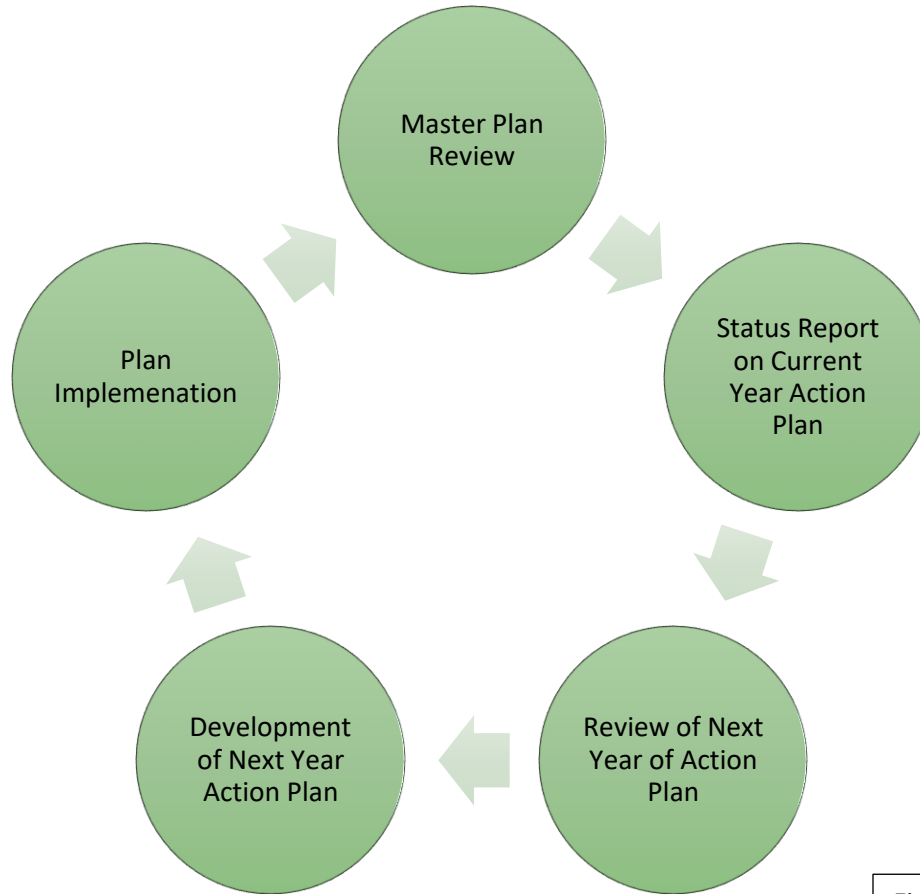 Master Plan
Review
Status Report
on Current
Year Action
Plan
Review of Next
Year of Action
Plan
Development
of Next Year
Action Plan
Plan
Implemenation